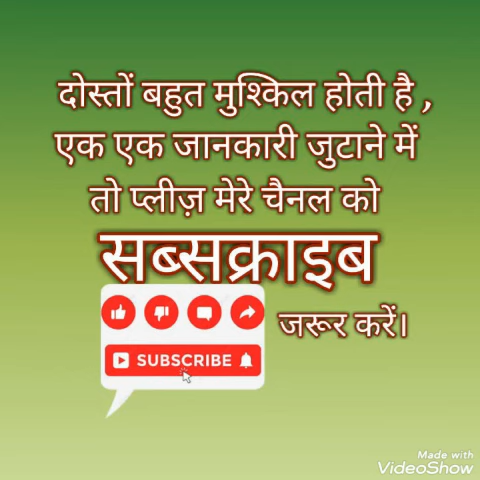 दोस्तों बहुत मुश्किल होती है ,
एक एक जानकारी जुटाने में
तो प्लीज़ मेरे चैनल को
सब्सक्राइब
जरूर करें।
SUBSCRIBE
Made with
VideoShow